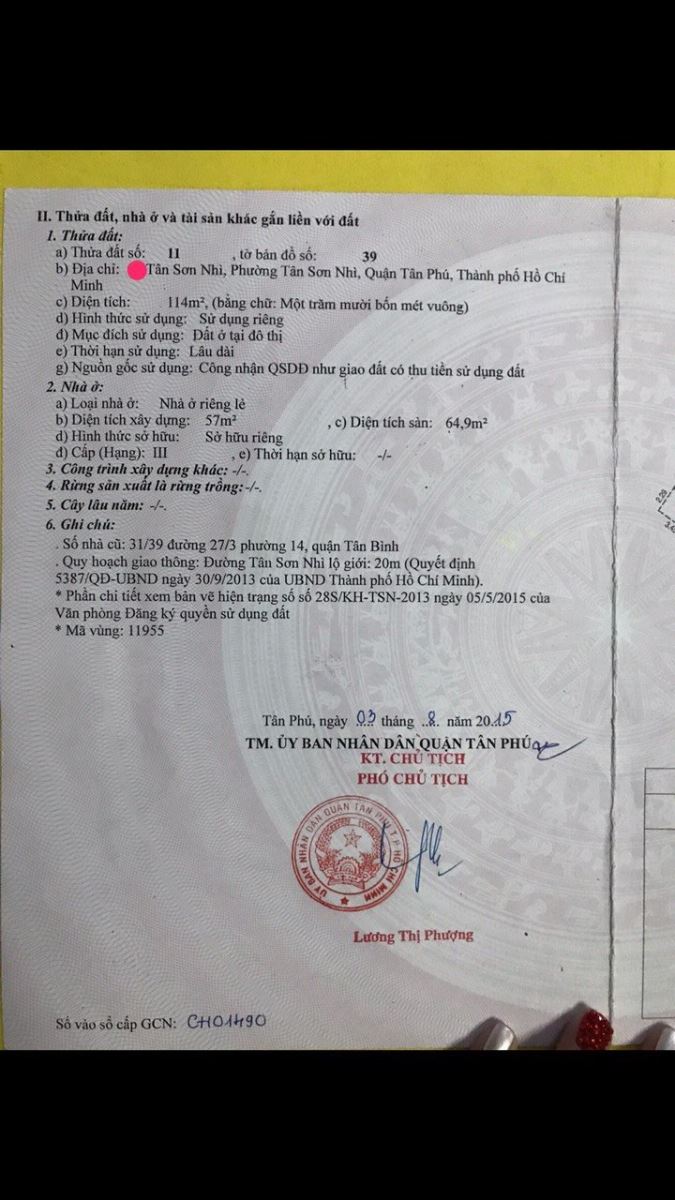 II. Thửa đất, nhà ở và tài sản khác gắn liền với đất
1. Thửa đất:
a) Thửa đất số: 11 , tờ bản đồ số: 39
b) Địa chỉ: Tân Sơn Nhì, Phường Tân Sơn Nhì, Quận Tân Phú, Thành phố Hồ Chí
Minh
c) Diện tích: 114m², (bằng chữ: Một trăm mười bốn mét vuông)
d) Hình thức sử dụng: Sử dụng riêng
đ) Mục đích sử dụng: Đất ở tại đô thị
e) Thời hạn sử dụng: Lâu dài
g) Nguồn gốc sử dụng: Công nhận QSDĐ như giao đất có thu tiền sử dụng đất
2. Nhà ở:
a) Loại nhà ở: Nhà ở riêng lẻ
b) Diện tích xây dựng: 57m² , c) Diện tích sàn: 64,9m²
d) Hình thức sở hữu: Sở hữu riêng
đ) Cấp (Hạng): III , e) Thời hạn sở hữu: -/-
3. Công trình xây dựng khác: -/-.
4. Rừng sản xuất là rừng trồng:-/-.
5. Cây lâu năm: -/-.
6. Ghi chú:
. Số nhà cũ: 31/39 đường 27/3 phường 14, quận Tân Bình
. Quy hoạch giao thông: Đường Tân Sơn Nhì lộ giới: 20m (Quyết định
5387/QĐ-UBND ngày 30/9/2013 của UBND Thành phố Hồ Chí Minh).
* Phần chi tiết xem bản vẽ hiện trạng số số 28S/KH-TSN-2013 ngày 05/5/2015 của
Văn phòng Đăng ký quyền sử dụng đất
* Mã vùng: 11955
2.20
Tân Phú, ngày 03 tháng 8 năm 2015
TM. ỦY BAN NHÂN DÂN QUẬN TÂN PHÚ
KT. CHỦ TỊCH
PHÓ CHỦ TỊCH
ỦY BAN NHÂN DÂN QUẬN TÂN PHÚ T.P HỒ CHÍ MINH
Lương Thị Phượng
Số vào sổ cấp GCN: CH01490